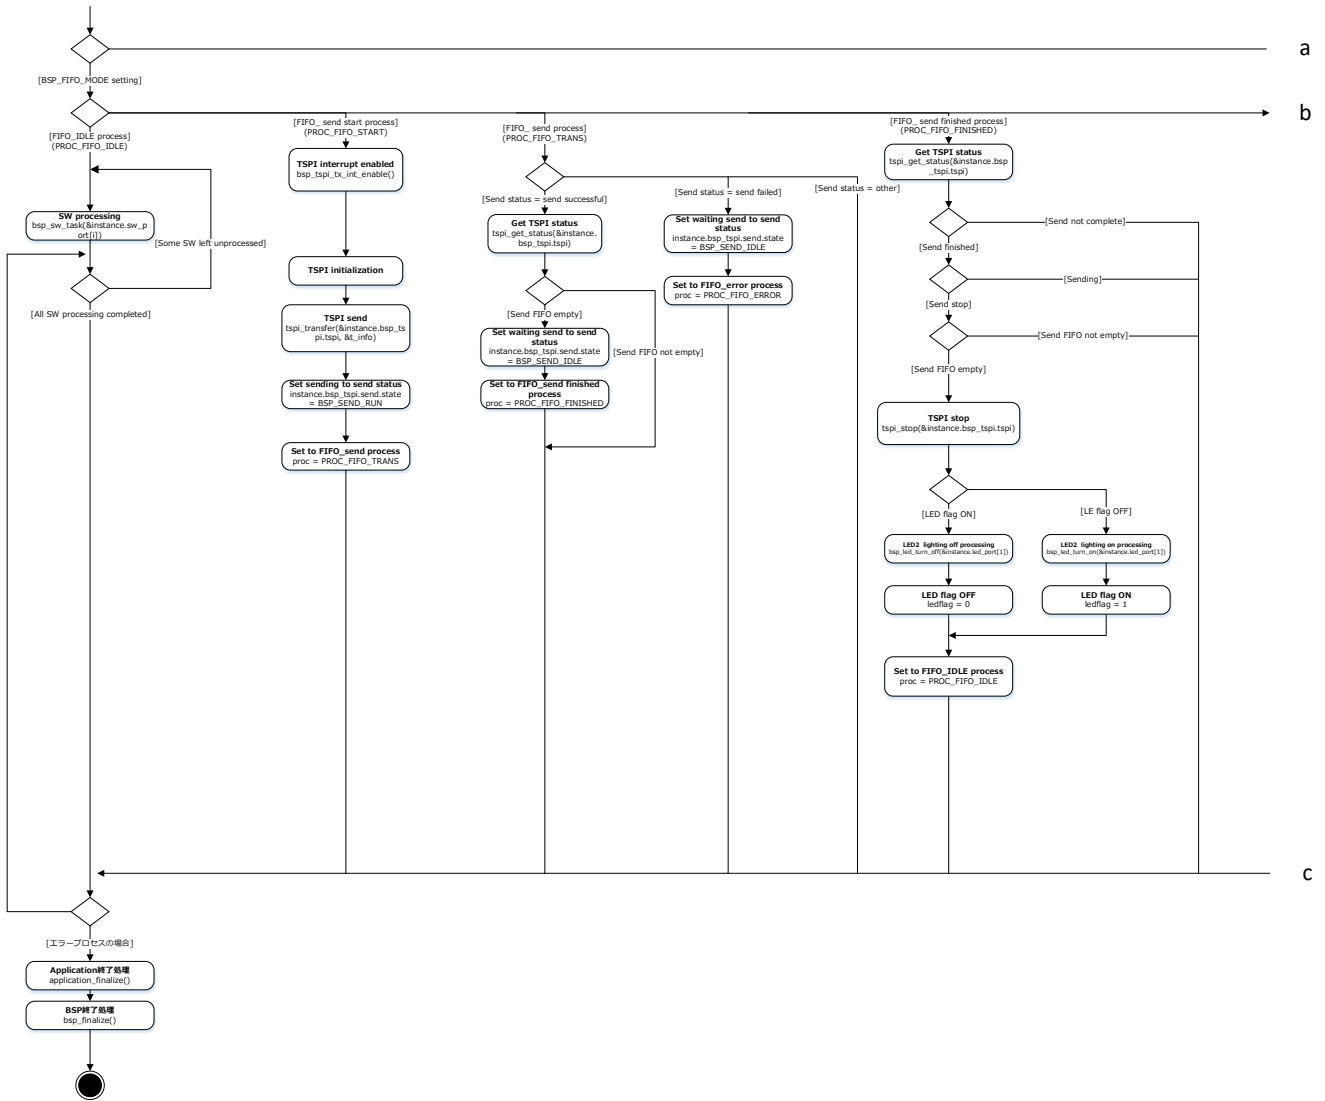 a
[BSP_FIFO_MODE setting]
b
[FIFO_IDLE process]
(PROC_FIFO_IDLE)
SW processing
bsp_sw_task(&instance.sw_p
ort[i])
[Some SW left unprocessed]
[All SW processing completed]
[FIFO_ send start process]
(PROC_FIFO_START)
TSPI interrupt enabled
bsp_tspi_tx_int_enable()
TSPI initialization
TSPI send
tspi_transfer(&instance.bsp_ts
pi.tspi, &t_info)
Set sending to send status
instance.bsp_tspi.send.state
= BSP_SEND_RUN
Set to FIFO_send process
proc = PROC_FIFO_TRANS
[FIFO_ send process]
(PROC_FIFO_TRANS)
[Send status = send successful]
Get TSPI status
tspi_get_status(&instance.
bsp_tspi.tspi)
[Send FIFO empty]
Set waiting send to send
status
instance.bsp_tspi.send.state
= BSP_SEND_IDLE
[Send FIFO not empty]
Set to FIFO_send finished
process
proc = PROC_FIFO_FINISHED
[Send status = send failed]
Set waiting send to send
status
instance.bsp_tspi.send.state
= BSP_SEND_IDLE
Set to FIFO_error process
proc = PROC_FIFO_ERROR
[Send status = other]
[FIFO_ send finished process]
(PROC_FIFO_FINISHED)
Get TSPI status
tspi_get_status(&instance.bsp
_tspi.tspi)
[Send not complete]
[Send finished]
[Sending]
[Send stop]
[Send FIFO not empty]
[Send FIFO empty]
TSPI stop
tspi_stop(&instance.bsp_tspi.tspi)
[LED flag ON]
[LE flag OFF]
LED2 lighting off processing
bsp_led_turn_off(&instance.led_port[1])
LED2 lighting on processing
bsp_led_turn_on(&instance.led_port[1])
LED flag OFF
ledflag = 0
LED flag ON
ledflag = 1
Set to FIFO_IDLE process
proc = PROC_FIFO_IDLE
c
[エラープロセスの場合]
Application終了処理
application_finalize()
BSP終了処理
bsp_finalize()